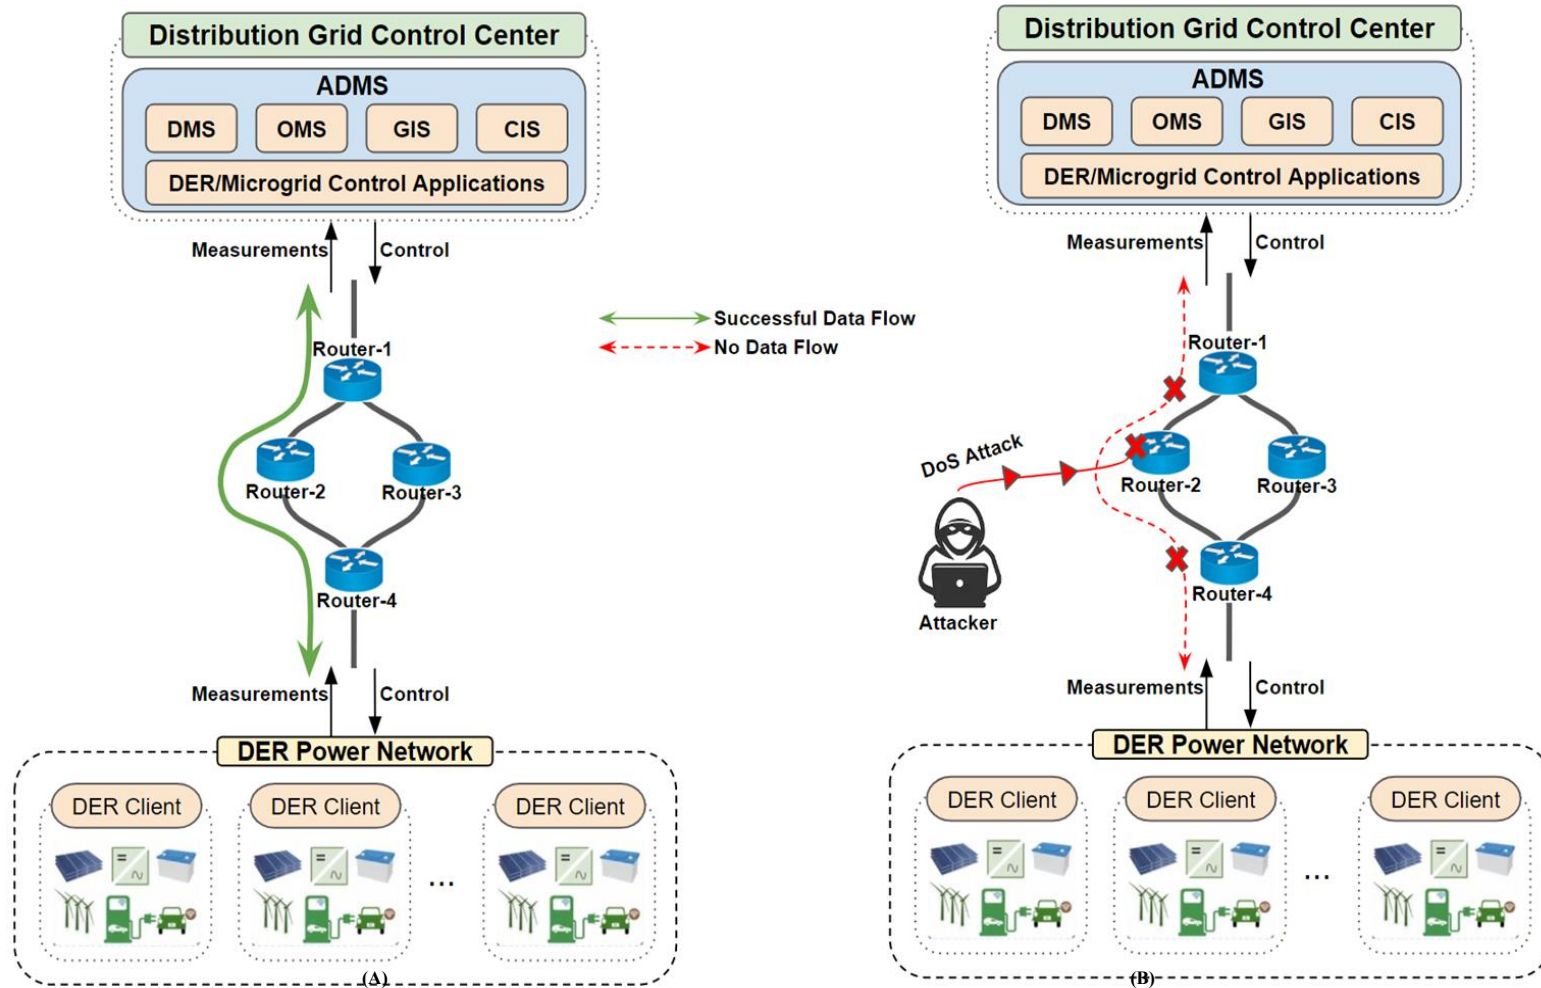 Distribution Grid Control Center
ADMS
DMS
OMS
GIS
CIS
DER/Microgrid Control Applications
Measurements
Control
Router-1
Router-2
Router-3
Router-4
Measurements
Control
DER Power Network
DER Client
DER Client
...
DER Client
(A)
Successful Data Flow
No Data Flow
Distribution Grid Control Center
ADMS
DMS
OMS
GIS
CIS
DER/Microgrid Control Applications
Measurements
Control
Router-1
DoS Attack
Router-2
Router-3
Attacker
Router-4
Measurements
Control
DER Power Network
DER Client
DER Client
...
DER Client
(B)